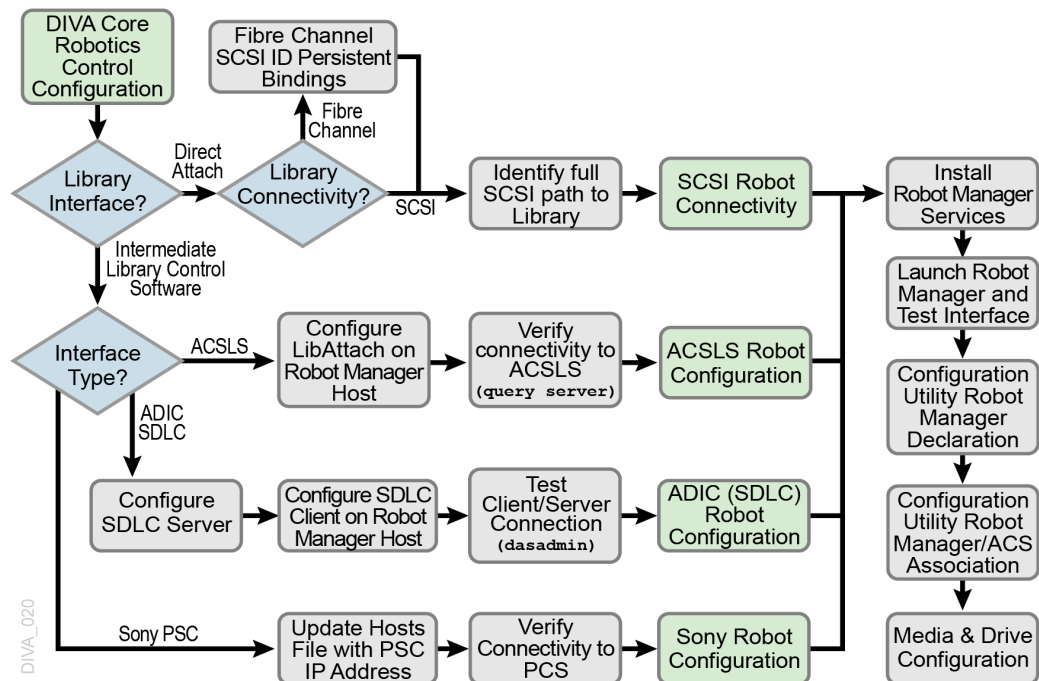 DIVA Core
Robotics
Control
Configuration
Fibre Channel
SCSI ID Persistent
Bindings
Fibre
Channel
Direct
Attach
Library
Interface?
Library
Connectivity?
SCSI
Identify full
SCSI path to
Library
SCSI Robot
Connectivity
Install
Robot Manager
Services
Intermediate
Library Control
Software
Launch Robot
Manager and
Test Interface
Interface
Type?
ACSLS
Configure
LibAttach on
Robot Manager
Host
Verify
connectivity to
ACSLS
(query server)
ACSLS Robot
Configuration
Configuration
Utility Robot
Manager
Declaration
ADIC
SDLC
Configure
SDLC Server
Configure SDLC
Client on Robot
Manager Host
Test
Client/Server
Connection
(dasadmin)
ADIC (SDLC)
Robot
Configuration
Configuration
Utility Robot
Manager/ACS
Association
Sony PSC
Update Hosts
File with PSC
IP Address
Verify
Connectivity to
PCS
Sony Robot
Configuration
Media & Drive
Configuration
DIVA_020